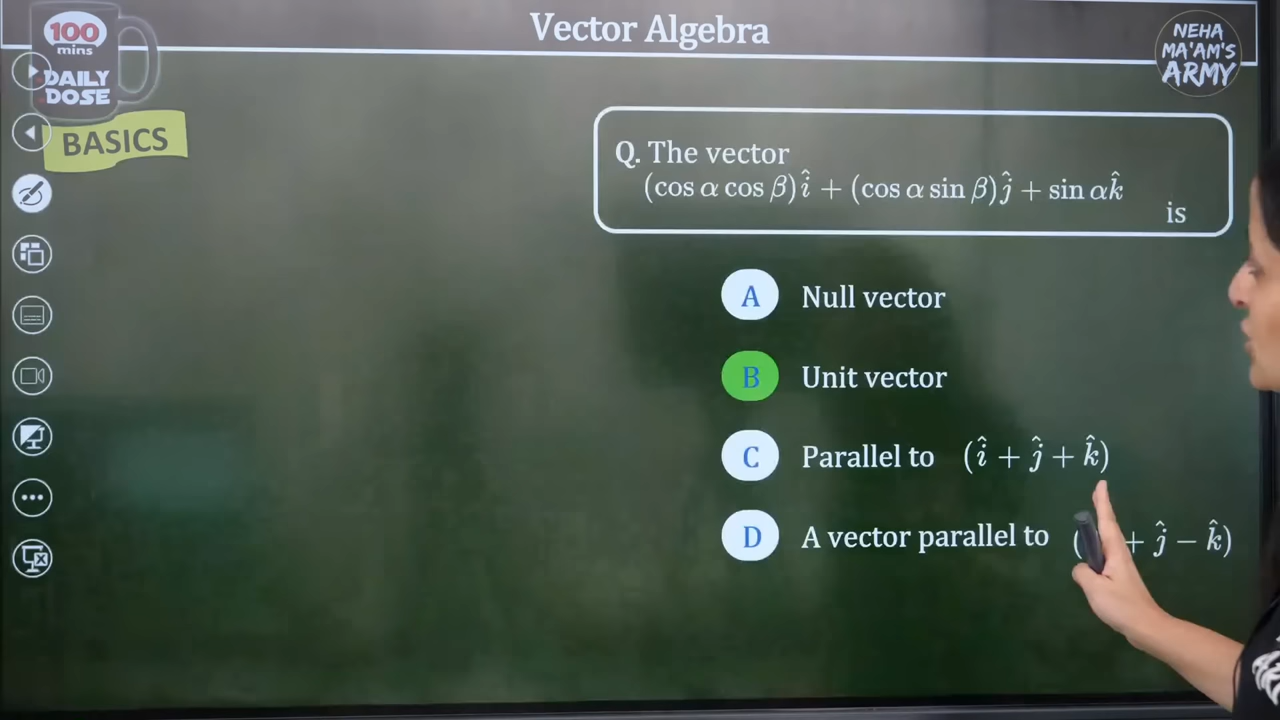 100
mins
DAILY
DOSE
BASICS
Vector Algebra
NEHA
MA'AM'S
ARMY
Q. The vector
(cos α cos β)î + (cos α sin β)ĵ + sin αk̂
is
A Null vector
B Unit vector
C Parallel to (î + ĵ + k̂)
D A vector parallel to ( + ĵ − k̂)